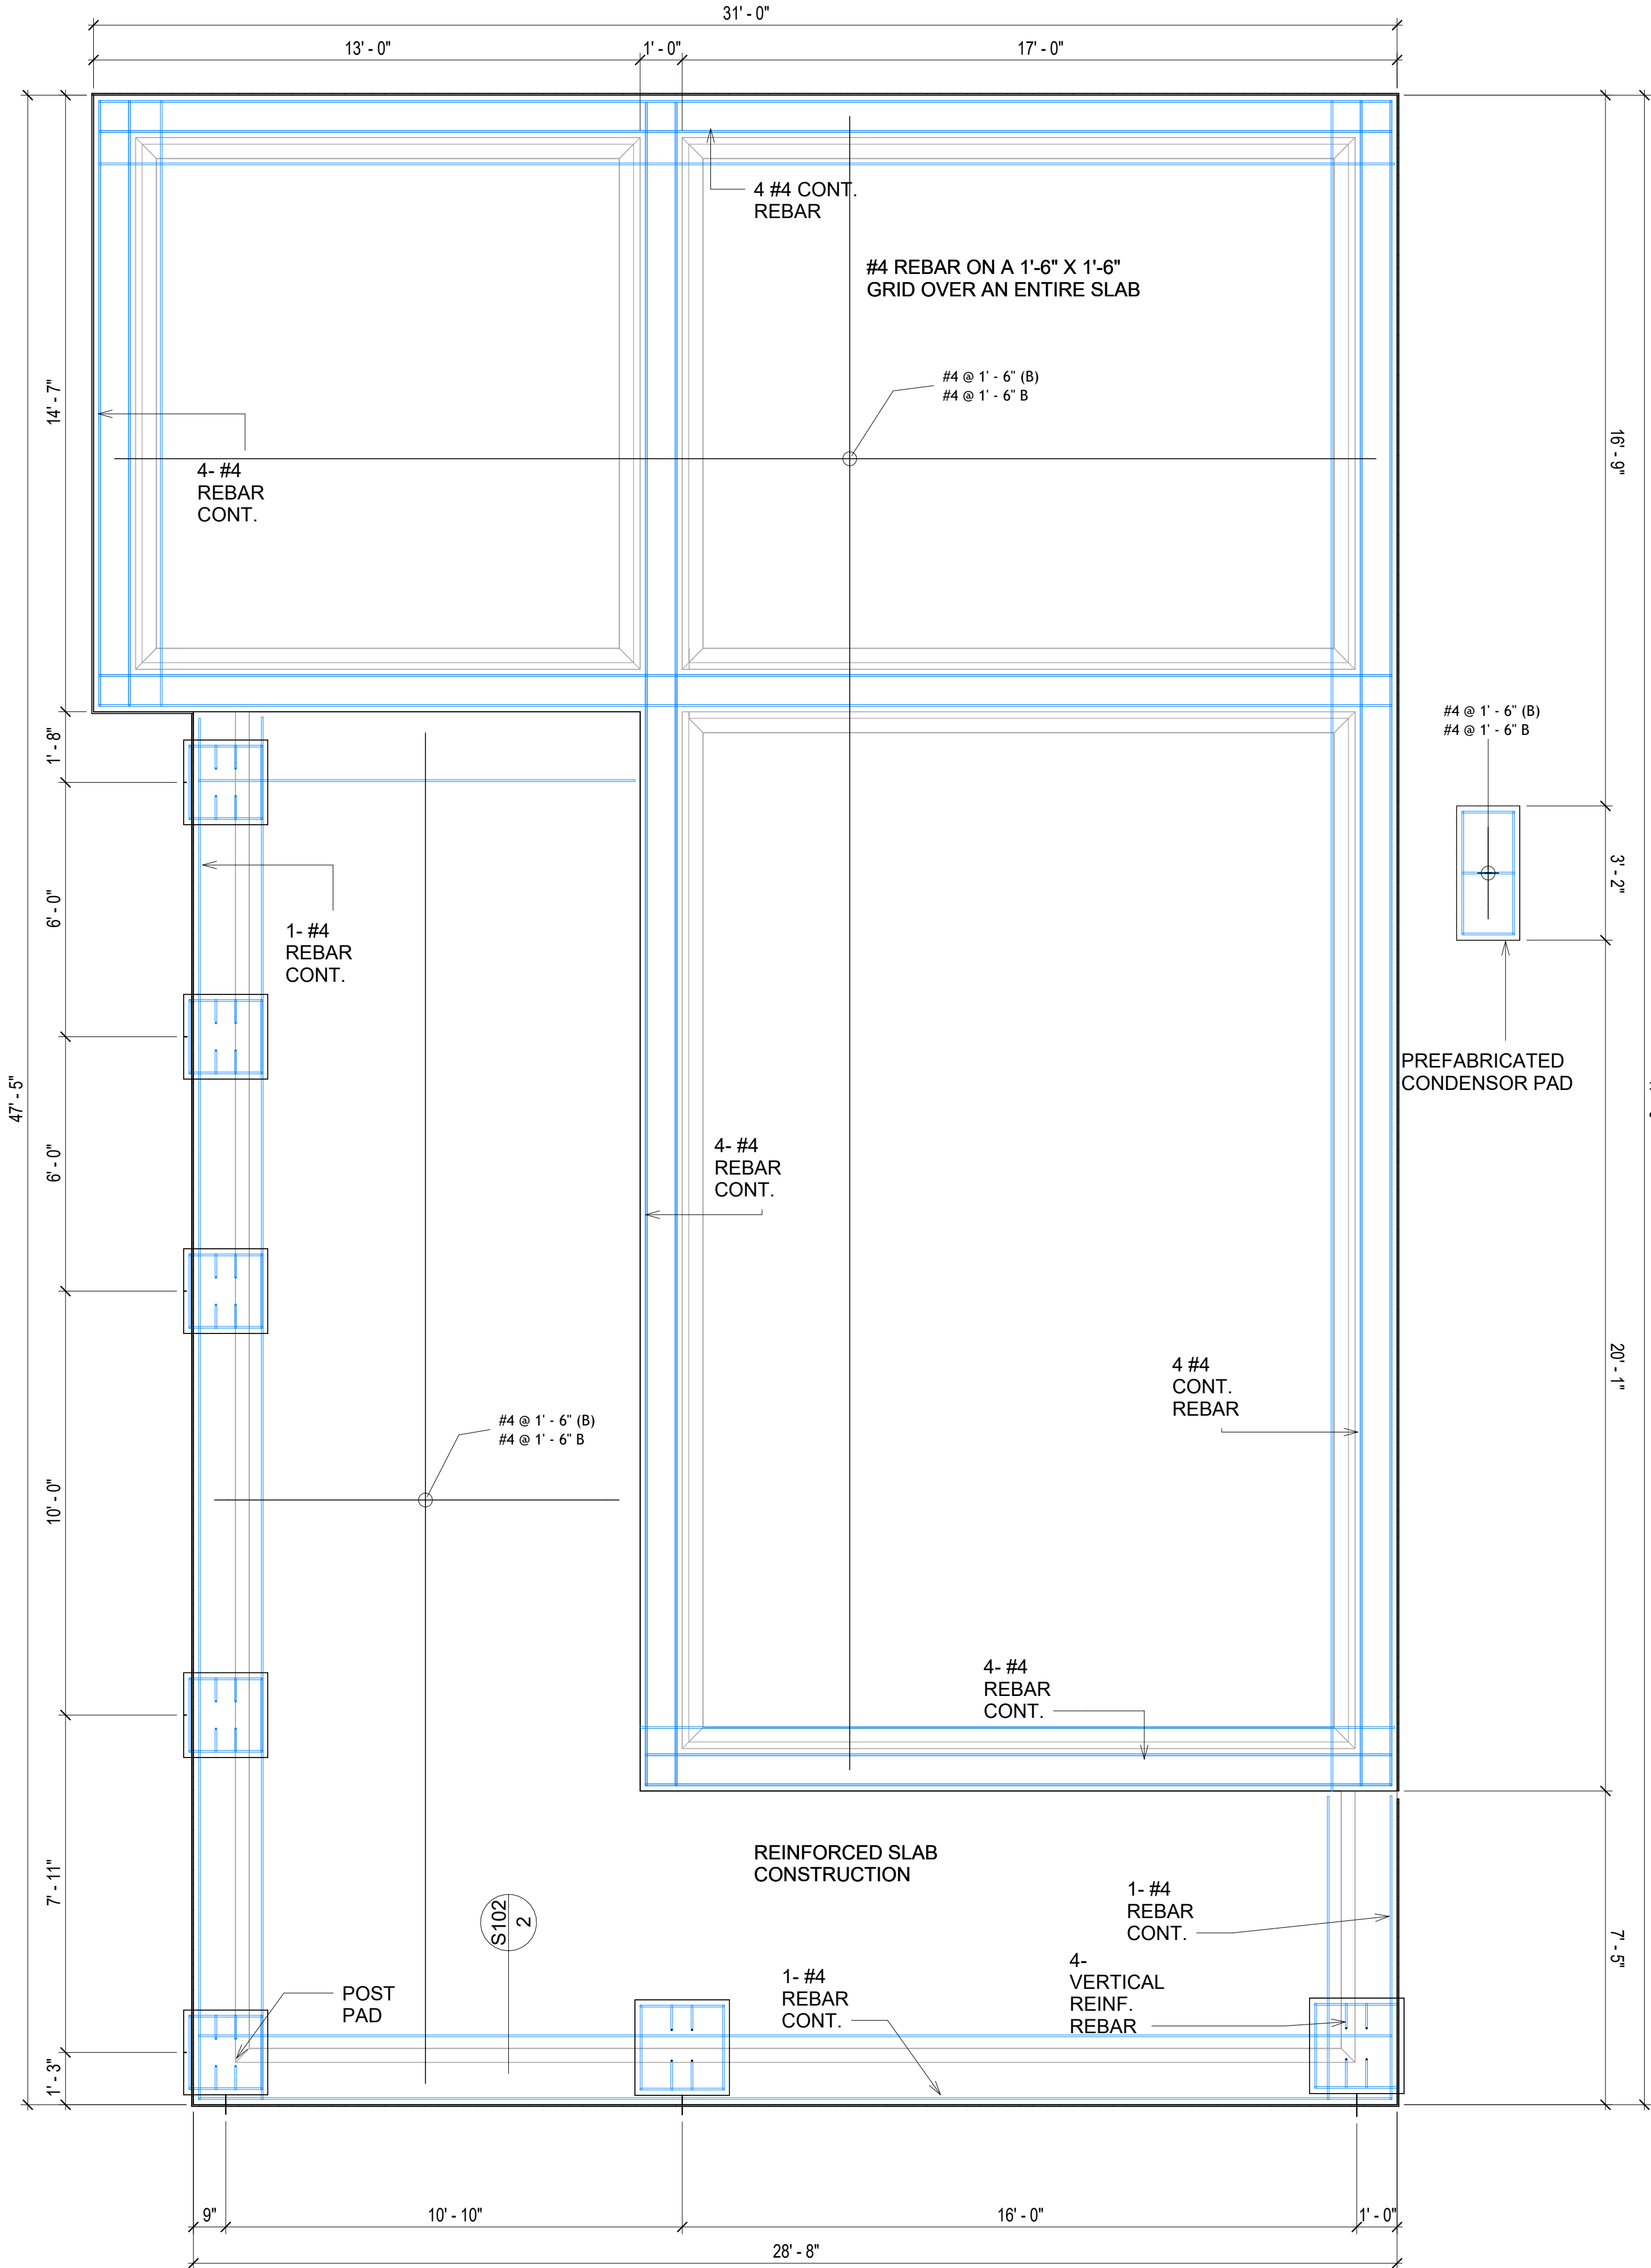 31' - 0"
13' - 0"
1' - 0"
17' - 0"
4 #4 CONT.
REBAR
#4 REBAR ON A 1'-6" X 1'-6"
GRID OVER AN ENTIRE SLAB
#4 @ 1' - 6" (B)
#4 @ 1' - 6" B
14' - 7"
16' - 9"
4- #4
REBAR
CONT.
1' - 8"
#4 @ 1' - 6" (B)
#4 @ 1' - 6" B
6' - 0"
3' - 2"
1- #4
REBAR
CONT.
PREFABRICATED
CONDENSOR PAD
47' - 5"
6' - 0"
4- #4
REBAR
CONT.
4 #4
CONT.
REBAR
20' - 1"
#4 @ 1' - 6" (B)
#4 @ 1' - 6" B
10' - 0"
4- #4
REBAR
CONT.
REINFORCED SLAB
CONSTRUCTION
7' - 11"
S102
2
1- #4
REBAR
CONT.
7' - 5"
4-
VERTICAL
REINF.
REBAR
1- #4
REBAR
CONT.
POST
PAD
1' - 3"
9"
10' - 10"
16' - 0"
1' - 0"
28' - 8"